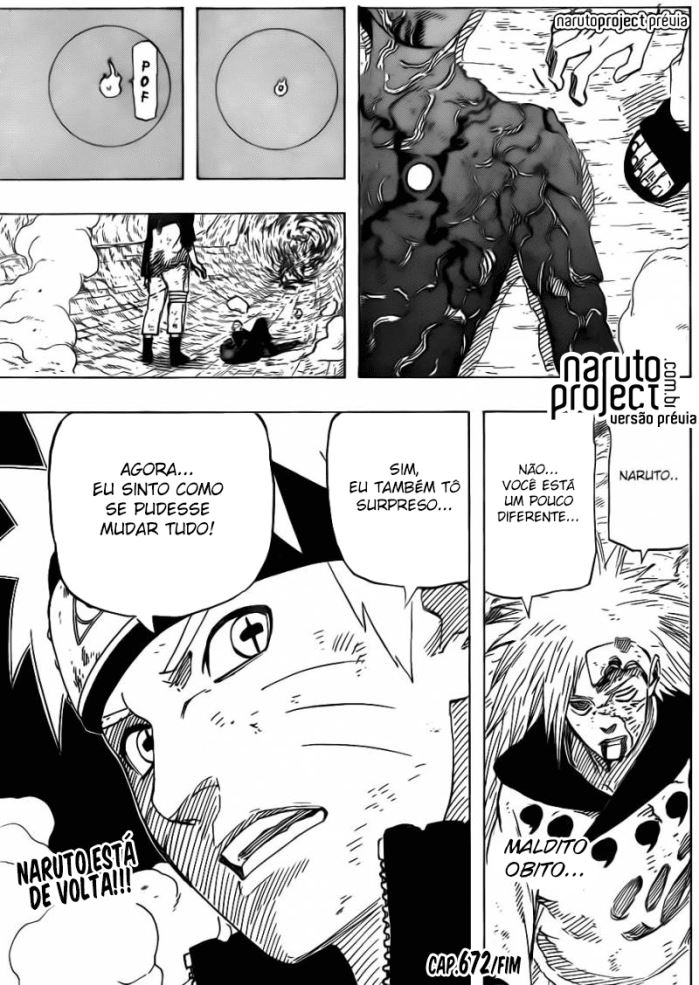 narutoproject prévia
POF
naruto
project
.com.br
versão prévia
NARUTO..
NÃO...
VOCÊ ESTÁ
UM POUCO
DIFERENTE...
SIM,
EU TAMBÉM TÔ
SURPRESO...
AGORA...
EU SINTO COMO
SE PUDESSE
MUDAR TUDO!
MALDITO
OBITO...
NARUTO ESTÁ
DE VOLTA!!!
CAP.672/FIM